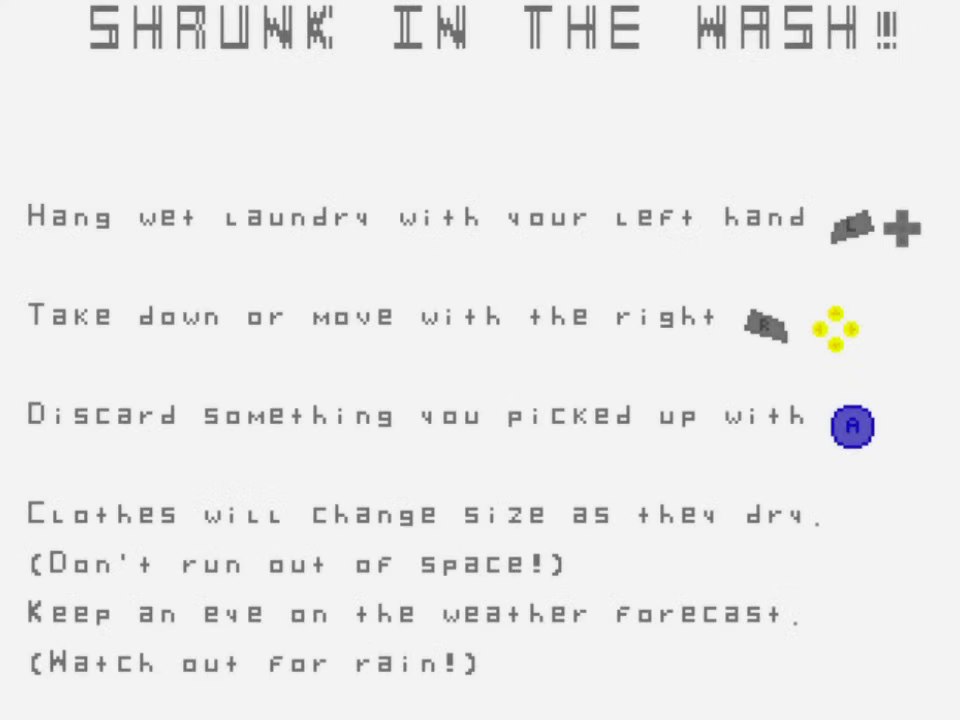 SHRUNK IN THE WASH!!
Hang wet laundry with your left hand L
Take down or move with the right R
Discard something you picked up with A
Clothes will change size as they dry.
(Don't run out of space!)
Keep an eye on the weather forecast.
(Watch out for rain!)